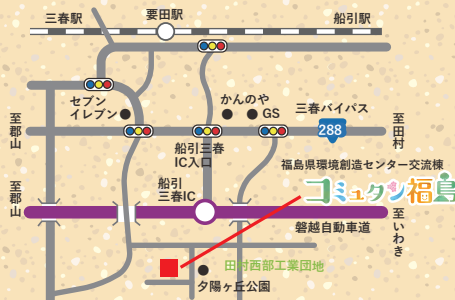 三春駅
要田駅
船引駅
セブン
イレブン
かんのや
GS
三春バイパス
288
至郡山
至田村
船引三春
IC入口
福島県環境創造センター交流棟
コミュタン福島
船引
三春IC
至郡山
至いわき
磐越自動車道
田村西部工業団地
夕陽ヶ丘公園